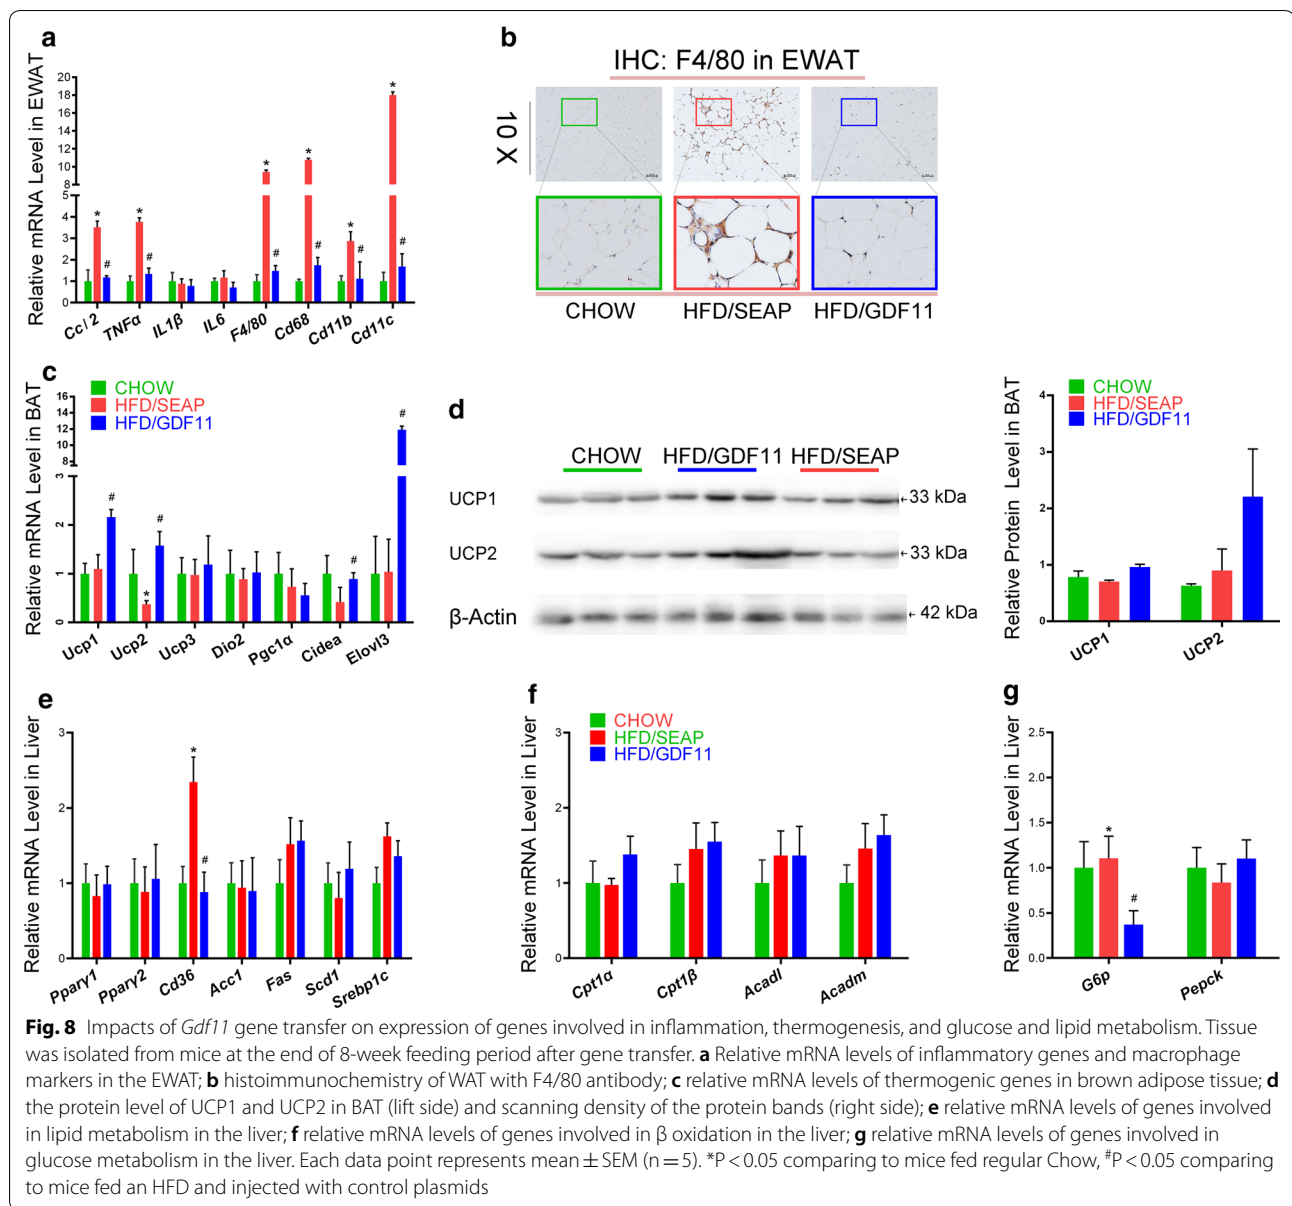 a
Relative mRNA Level in EWAT
20
18
16
14
12
10
8
5
4
3
2
1
0
* # * # * # * # * # * #
Ccl 2 TNFα IL1β IL6 F4/80 Cd68 Cd11b Cd11c
b
IHC: F4/80 in EWAT
10 X
CHOW HFD/SEAP HFD/GDF11
c
CHOW
HFD/SEAP
HFD/GDF11
Relative mRNA Level in BAT
16
14
12
10
8
3
2
1
0
# * # # #
Ucp1 Ucp2 Ucp3 Dio2 Pgc1α Cidea Elovl3
d
CHOW HFD/GDF11 HFD/SEAP
UCP1 ←33 kDa
UCP2 ←33 kDa
β-Actin ← 42 kDa
CHOW
HFD/SEAP
HFD/GDF11
Relative Protein Level in BAT
4
3
2
1
0
UCP1 UCP2
e
Relative mRNA Level in Liver
3
2
1
0
* #
Pparγ1 Pparγ2 Cd36 Acc1 Fas Scd1 Srebp1c
f
CHOW
HFD/SEAP
HFD/GDF11
Relative mRNA Level in Liver
3
2
1
0
Cpt1α Cpt1β Acadl Acadm
g
Relative mRNA Level in Liver
2.5
2.0
1.5
1.0
0.5
0.0
* #
G6p Pepck
Fig. 8 Impacts of Gdf11 gene transfer on expression of genes involved in inflammation, thermogenesis, and glucose and lipid metabolism. Tissue
was isolated from mice at the end of 8-week feeding period after gene transfer. a Relative mRNA levels of inflammatory genes and macrophage
markers in the EWAT; b histoimmunochemistry of WAT with F4/80 antibody; c relative mRNA levels of thermogenic genes in brown adipose tissue; d
the protein level of UCP1 and UCP2 in BAT (lift side) and scanning density of the protein bands (right side); e relative mRNA levels of genes involved
in lipid metabolism in the liver; f relative mRNA levels of genes involved in β oxidation in the liver; g relative mRNA levels of genes involved in
glucose metabolism in the liver. Each data point represents mean ± SEM (n = 5). *P < 0.05 comparing to mice fed regular Chow, #P < 0.05 comparing
to mice fed an HFD and injected with control plasmids